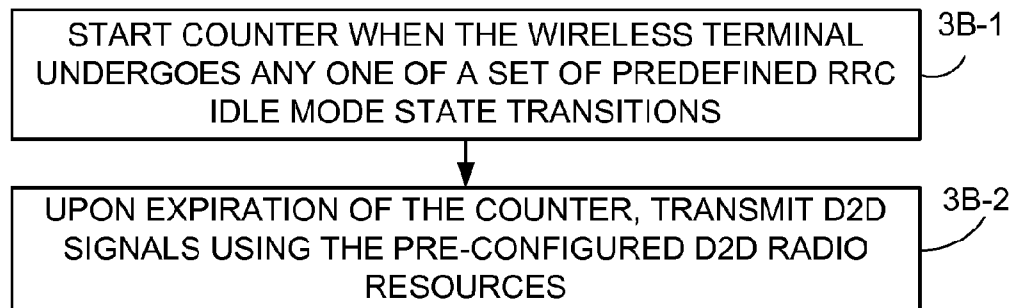 START COUNTER WHEN THE WIRELESS TERMINAL
UNDERGOES ANY ONE OF A SET OF PREDEFINED RRC
IDLE MODE STATE TRANSITIONS
3B-1
UPON EXPIRATION OF THE COUNTER, TRANSMIT D2D
SIGNALS USING THE PRE-CONFIGURED D2D RADIO
RESOURCES
3B-2